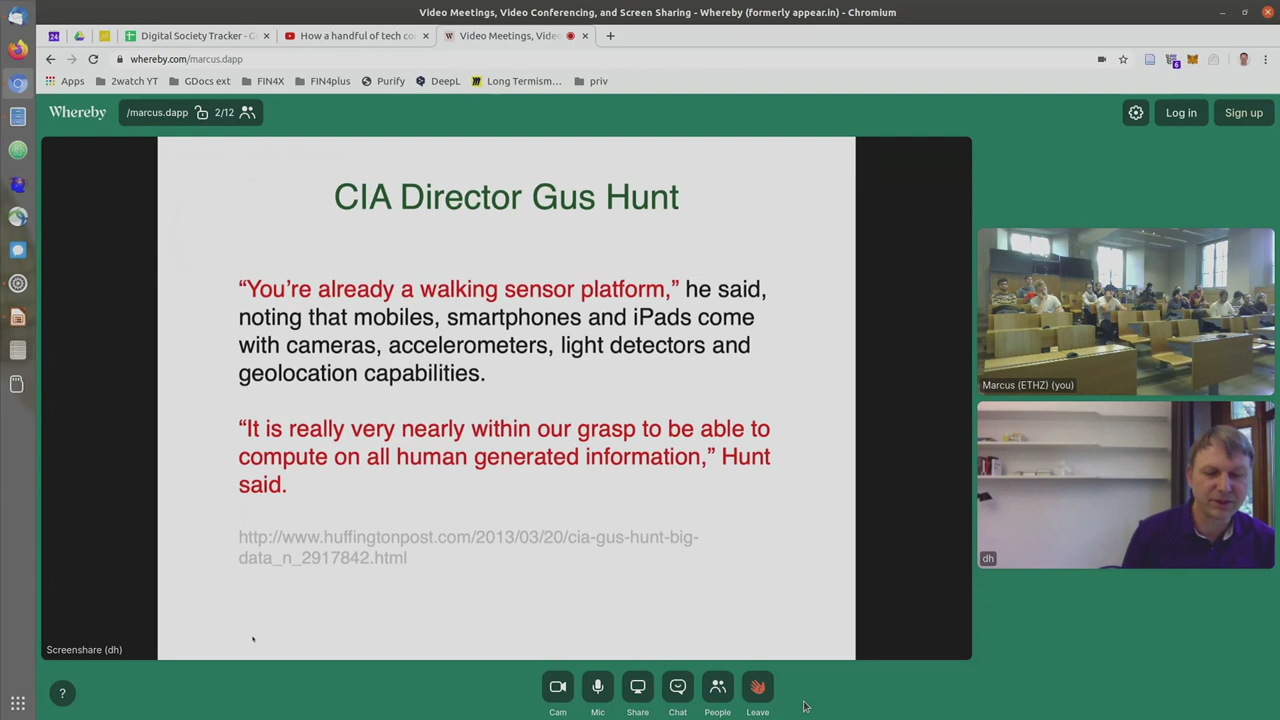 Video Meetings, Video Conferencing, and Screen Sharing - Whereby (formerly appear.in) - Chromium
24
Digital Society Tracker - G
How a handful of tech co
Video Meetings, Vide
whereby.com/marcus.dapp
6
Apps
2watch YT
GDocs ext
FIN4X
FIN4plus
Purify
DeepL
Long Termism…
priv
Whereby
/marcus.dapp
2/12
Log in
Sign up
CIA Director Gus Hunt
“You’re already a walking sensor platform,” he said,
noting that mobiles, smartphones and iPads come
with cameras, accelerometers, light detectors and
geolocation capabilities.
“It is really very nearly within our grasp to be able to
compute on all human generated information,” Hunt
said.
http://www.huffingtonpost.com/2013/03/20/cia-gus-hunt-big-
data_n_2917842.html
Screenshare (dh)
Marcus (ETHZ) (you)
dh
?
Cam
Mic
Share
Chat
People
Leave